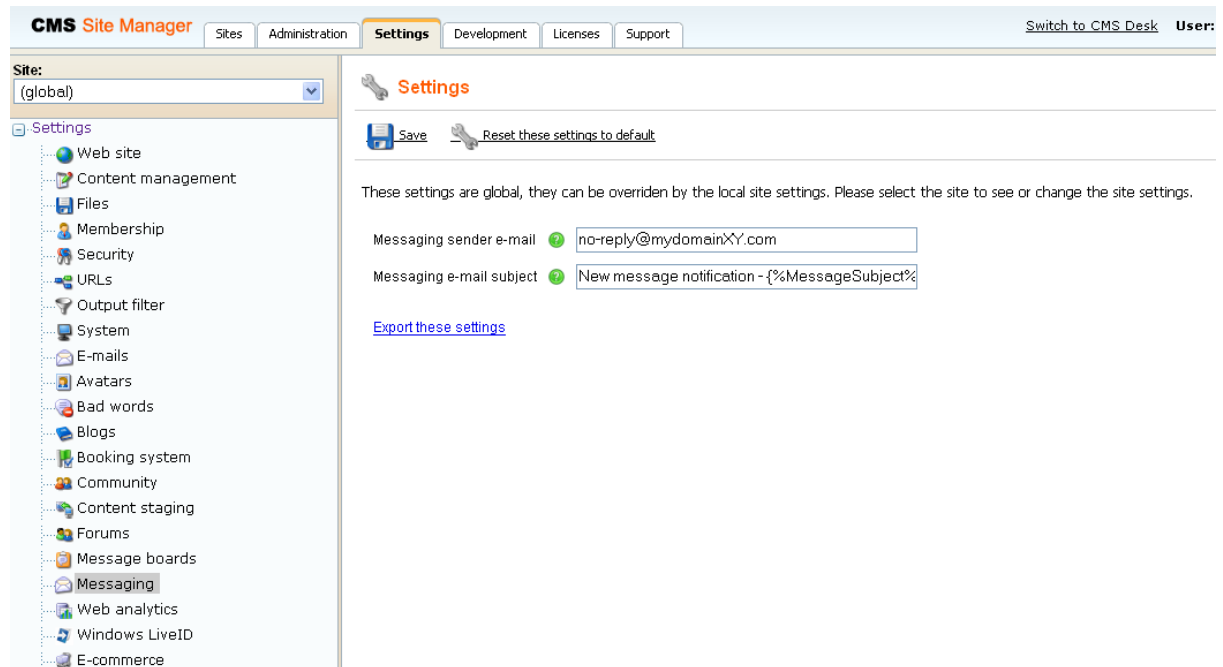 CMS Site Manager
Sites
Administration
Settings
Development
Licenses
Support
Switch to CMS Desk
User:
Site:
(global)
Settings
Web site
Content management
Files
Membership
Security
URLs
Output filter
System
E-mails
Avatars
Bad words
Blogs
Booking system
Community
Content staging
Forums
Message boards
Messaging
Web analytics
Windows LiveID
E-commerce
Settings
Save
Reset these settings to default
These settings are global, they can be overriden by the local site settings. Please select the site to see or change the site settings.
Messaging sender e-mail
no-reply@mydomainXY.com
Messaging e-mail subject
New message notification - {%MessageSubject%
Export these settings